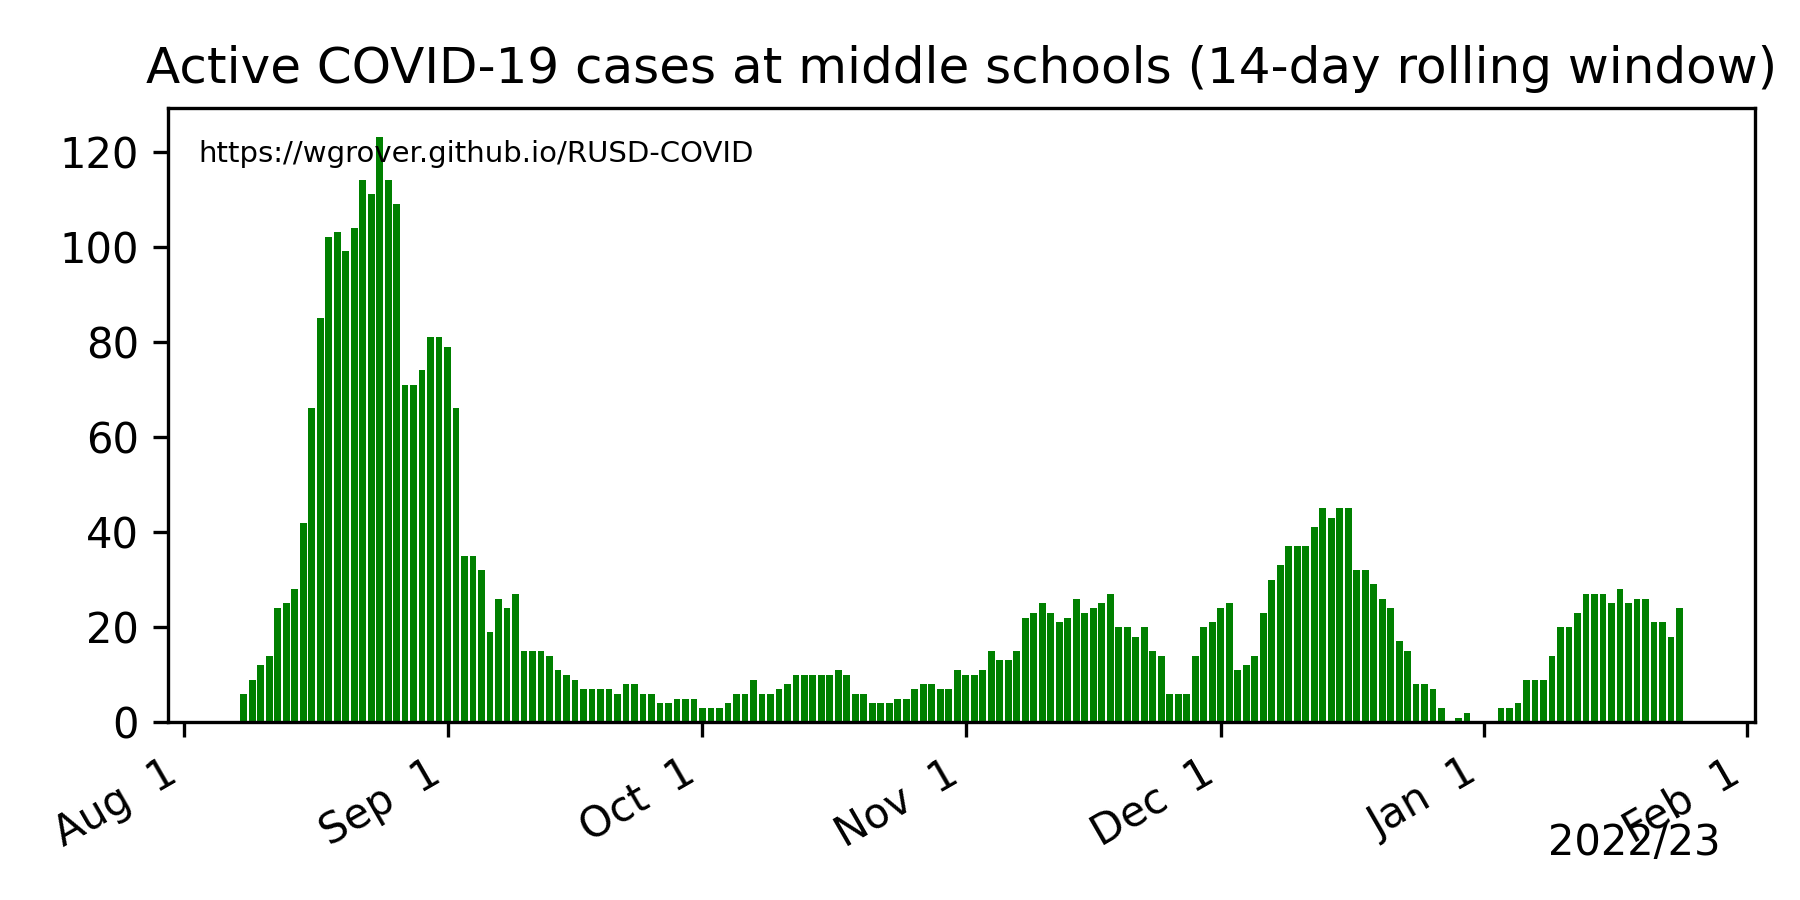 Active COVID-19 cases at middle schools (14-day rolling window)
https://wgrover.github.io/RUSD-COVID
120
100
80
60
40
20
0
Aug 1
Sep 1
Oct 1
Nov 1
Dec 1
Jan 1
Feb 1
2022/23